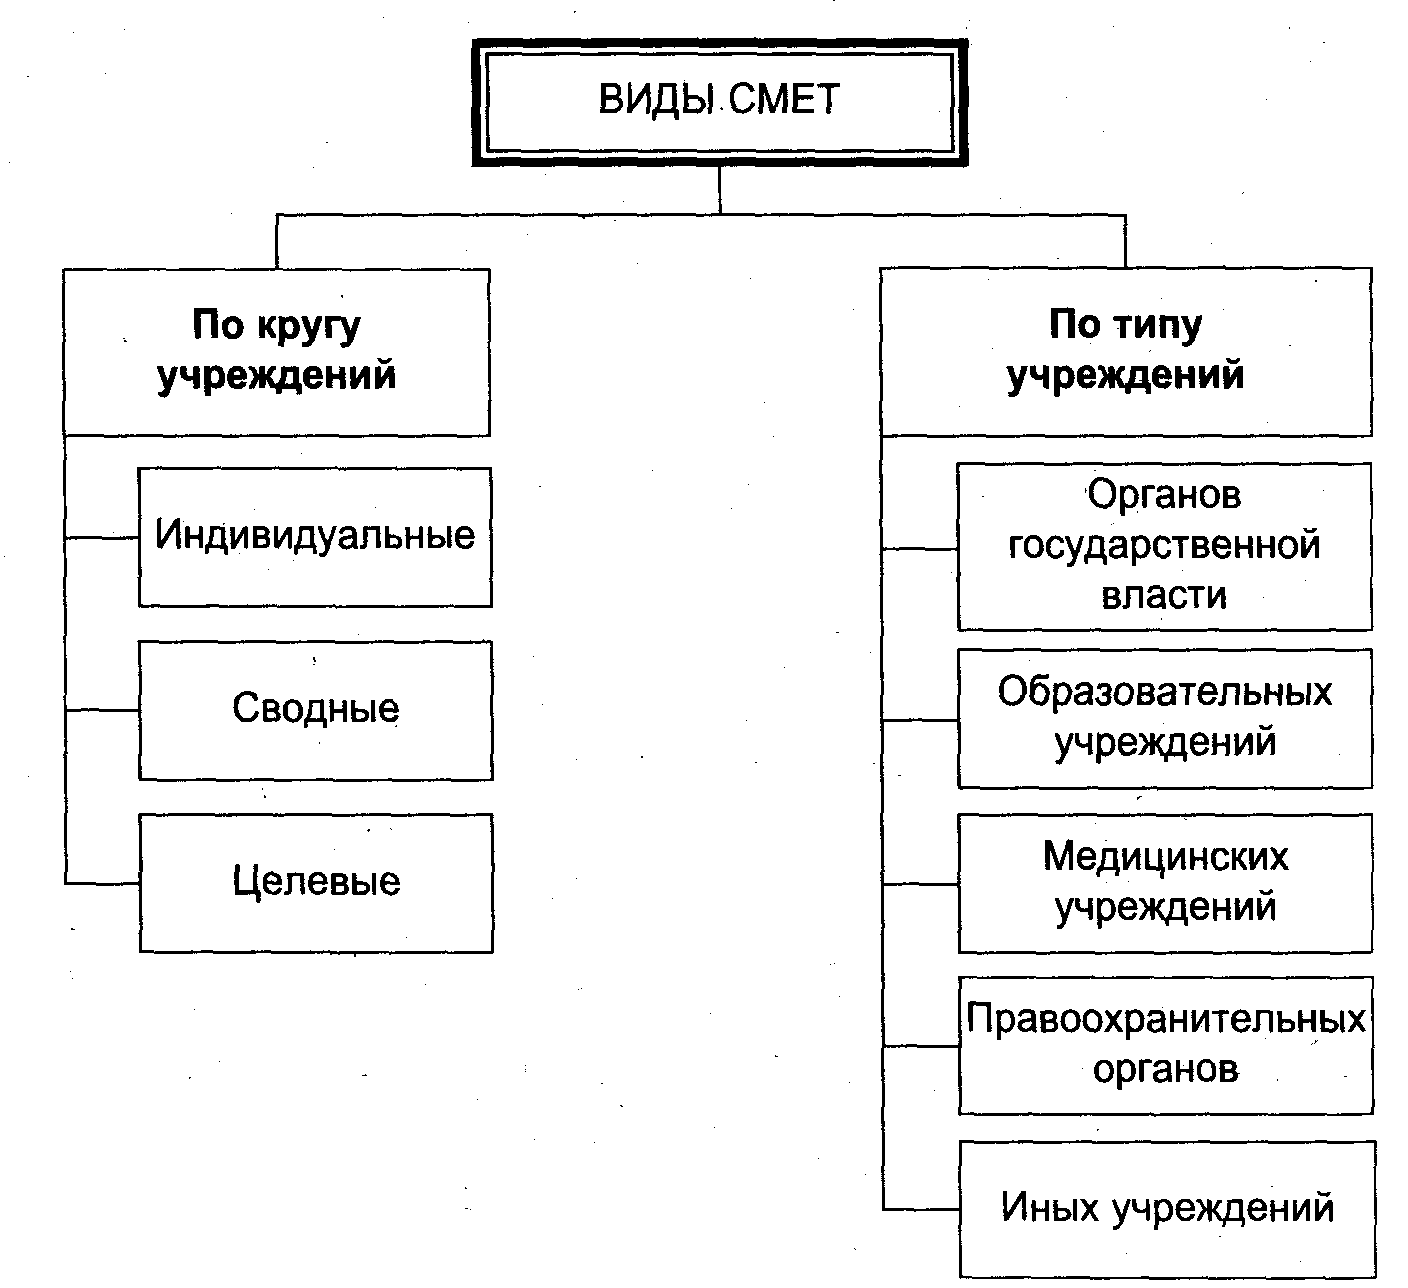 ВИДЫ СМЕТ
По кругу
учреждений
Индивидуальные
Сводные
Целевые
По типу
учреждений
Органов
государственной
власти
Образовательных
учреждений
Медицинских
учреждений
Правоохранительных
органов
Иных учреждений